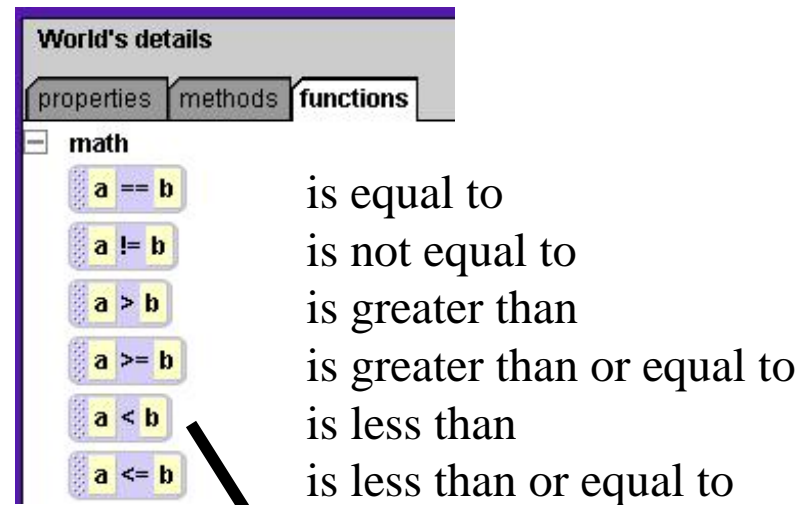 World's details
properties methods functions
math
a == b is equal to
a != b is not equal to
a > b is greater than
a >= b is greater than or equal to
a < b is less than
a <= b is less than or equal to